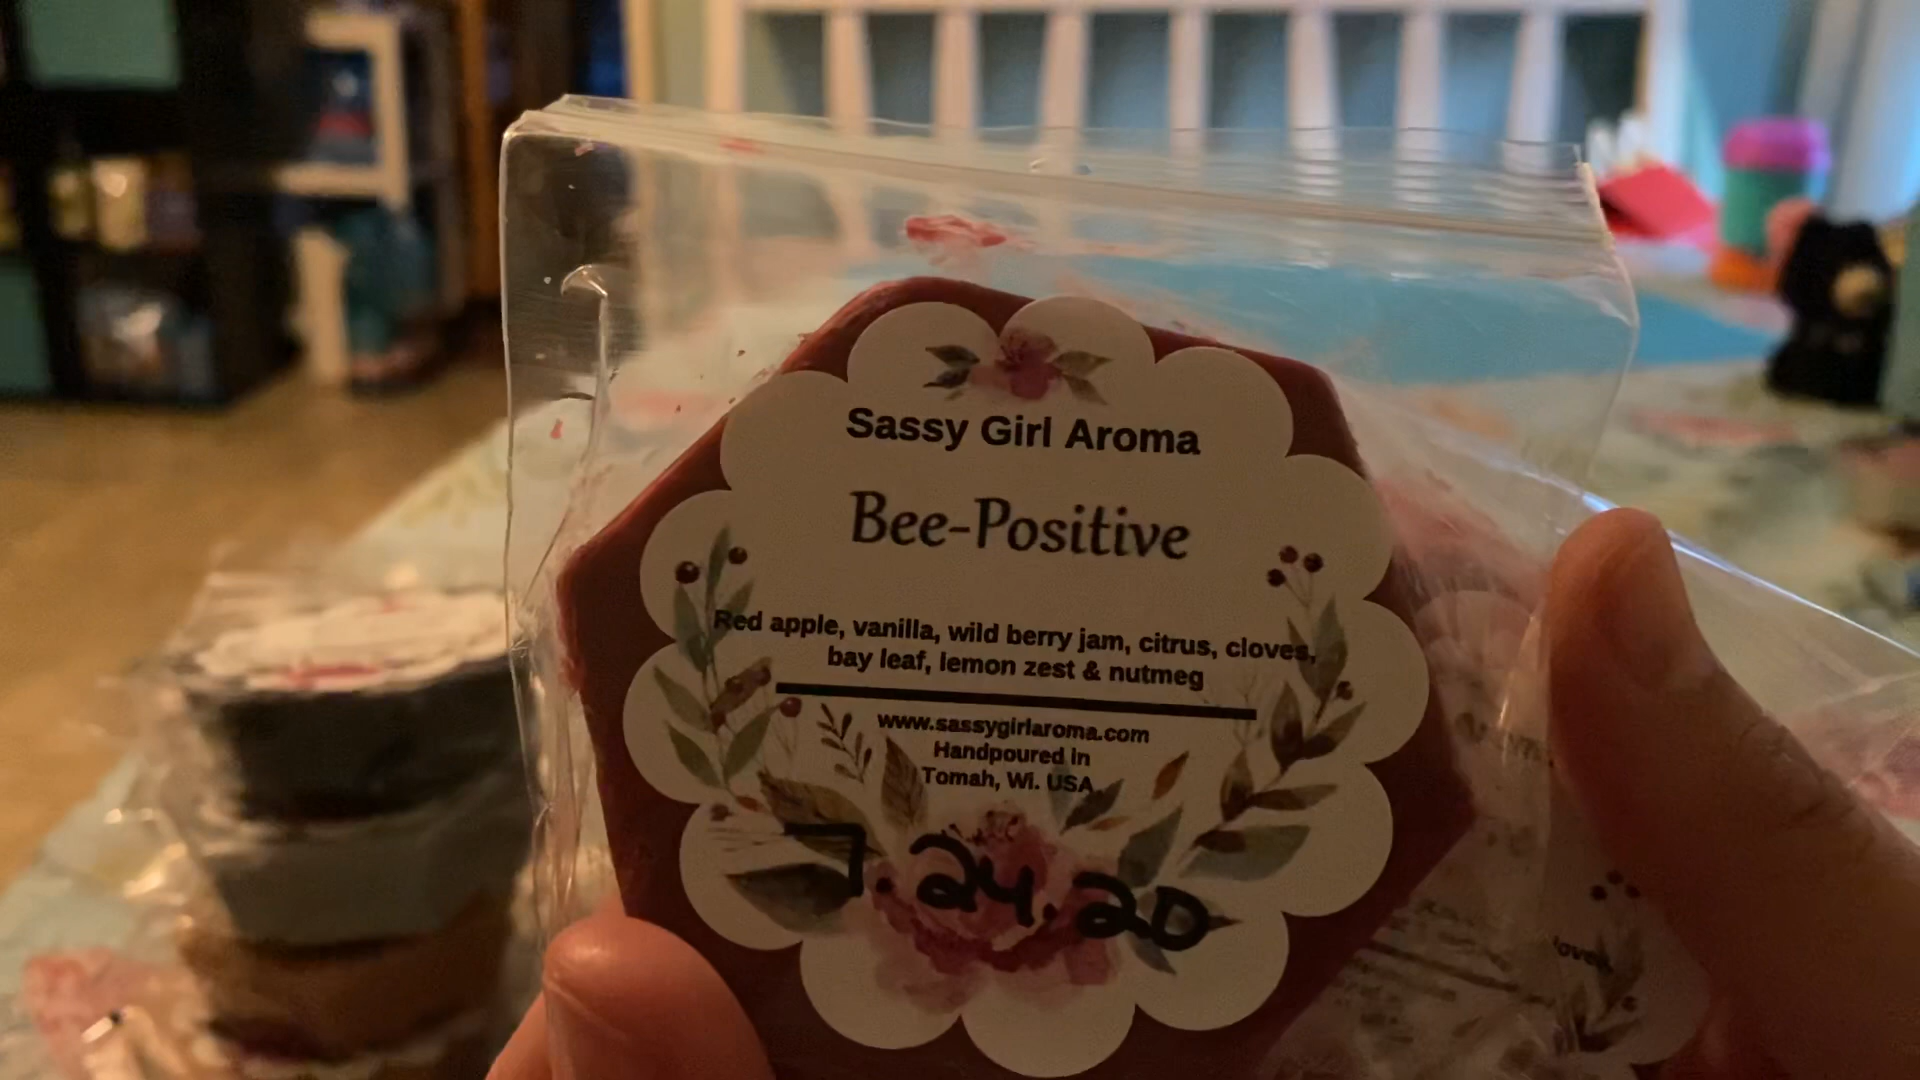 Sassy Girl Aroma
Bee-Positive
Red apple, vanilla, wild berry jam, citrus, cloves,
bay leaf, lemon zest & nutmeg
www.sassygirlaroma.com
Handpoured in
Tomah, Wi. USA
7.24.20